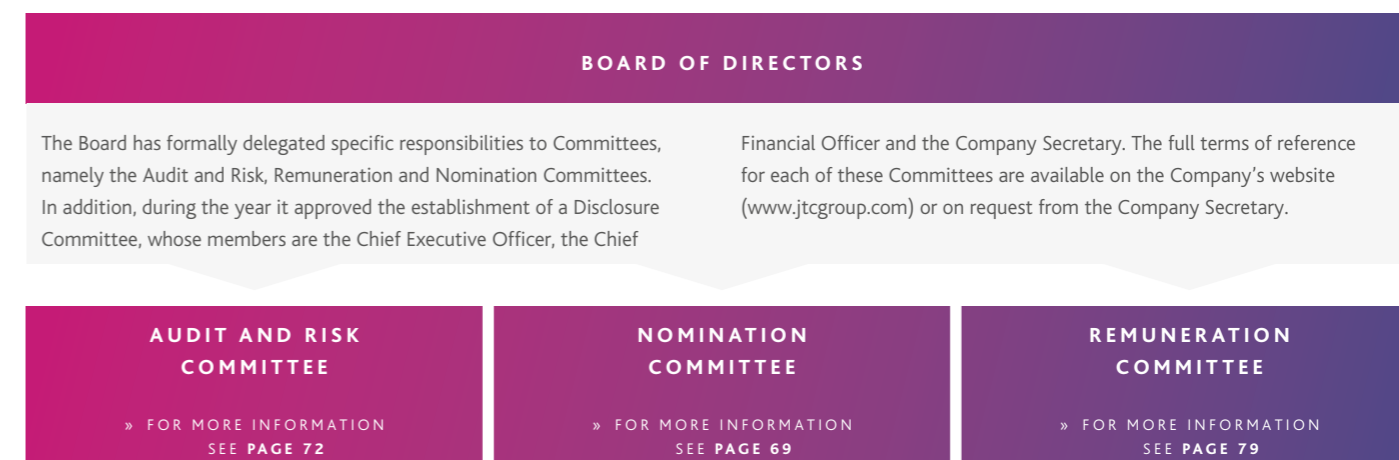 BOARD OF DIRECTORS
The Board has formally delegated specific responsibilities to Committees,
namely the Audit and Risk, Remuneration and Nomination Committees.
In addition, during the year it approved the establishment of a Disclosure
Committee, whose members are the Chief Executive Officer, the Chief
Financial Officer and the Company Secretary. The full terms of reference
for each of these Committees are available on the Company’s website
(www.jtcgroup.com) or on request from the Company Secretary.
AUDIT AND RISK
COMMITTEE
» FOR MORE INFORMATION
SEE PAGE 72
NOMINATION
COMMITTEE
» FOR MORE INFORMATION
SEE PAGE 69
REMUNERATION
COMMITTEE
» FOR MORE INFORMATION
SEE PAGE 79